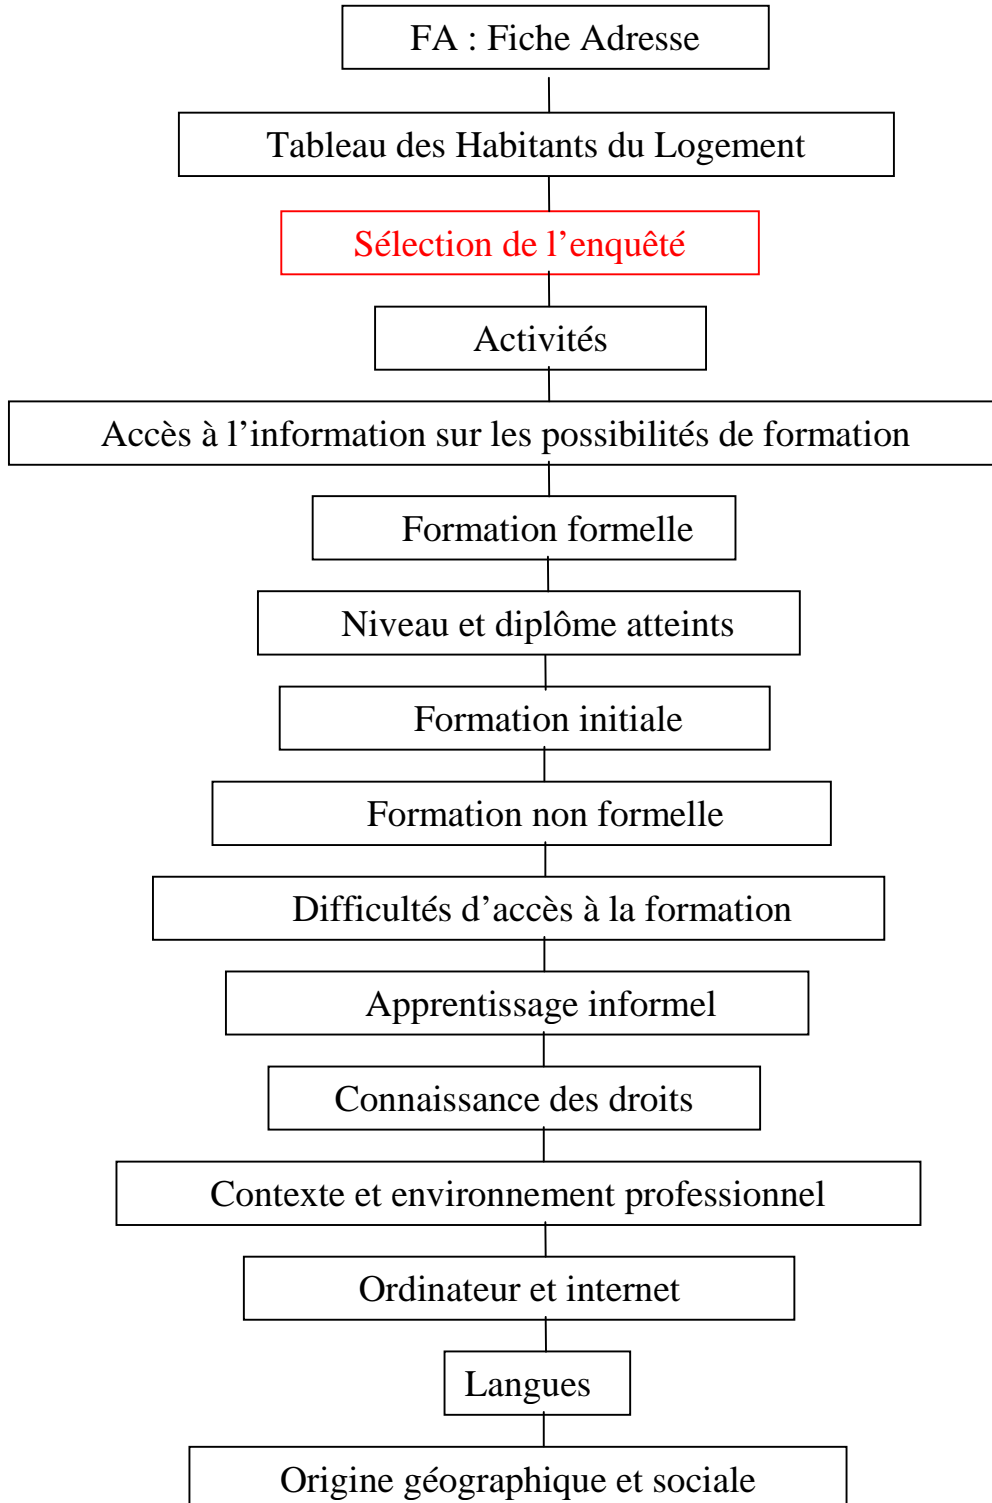 FA : Fiche Adresse
Tableau des Habitants du Logement
Sélection de l’enquêté
Activités
Accès à l’information sur les possibilités de formation
Formation formelle
Niveau et diplôme atteints
Formation initiale
Formation non formelle
Difficultés d’accès à la formation
Apprentissage informel
Connaissance des droits
Contexte et environnement professionnel
Ordinateur et internet
Langues
Origine géographique et sociale